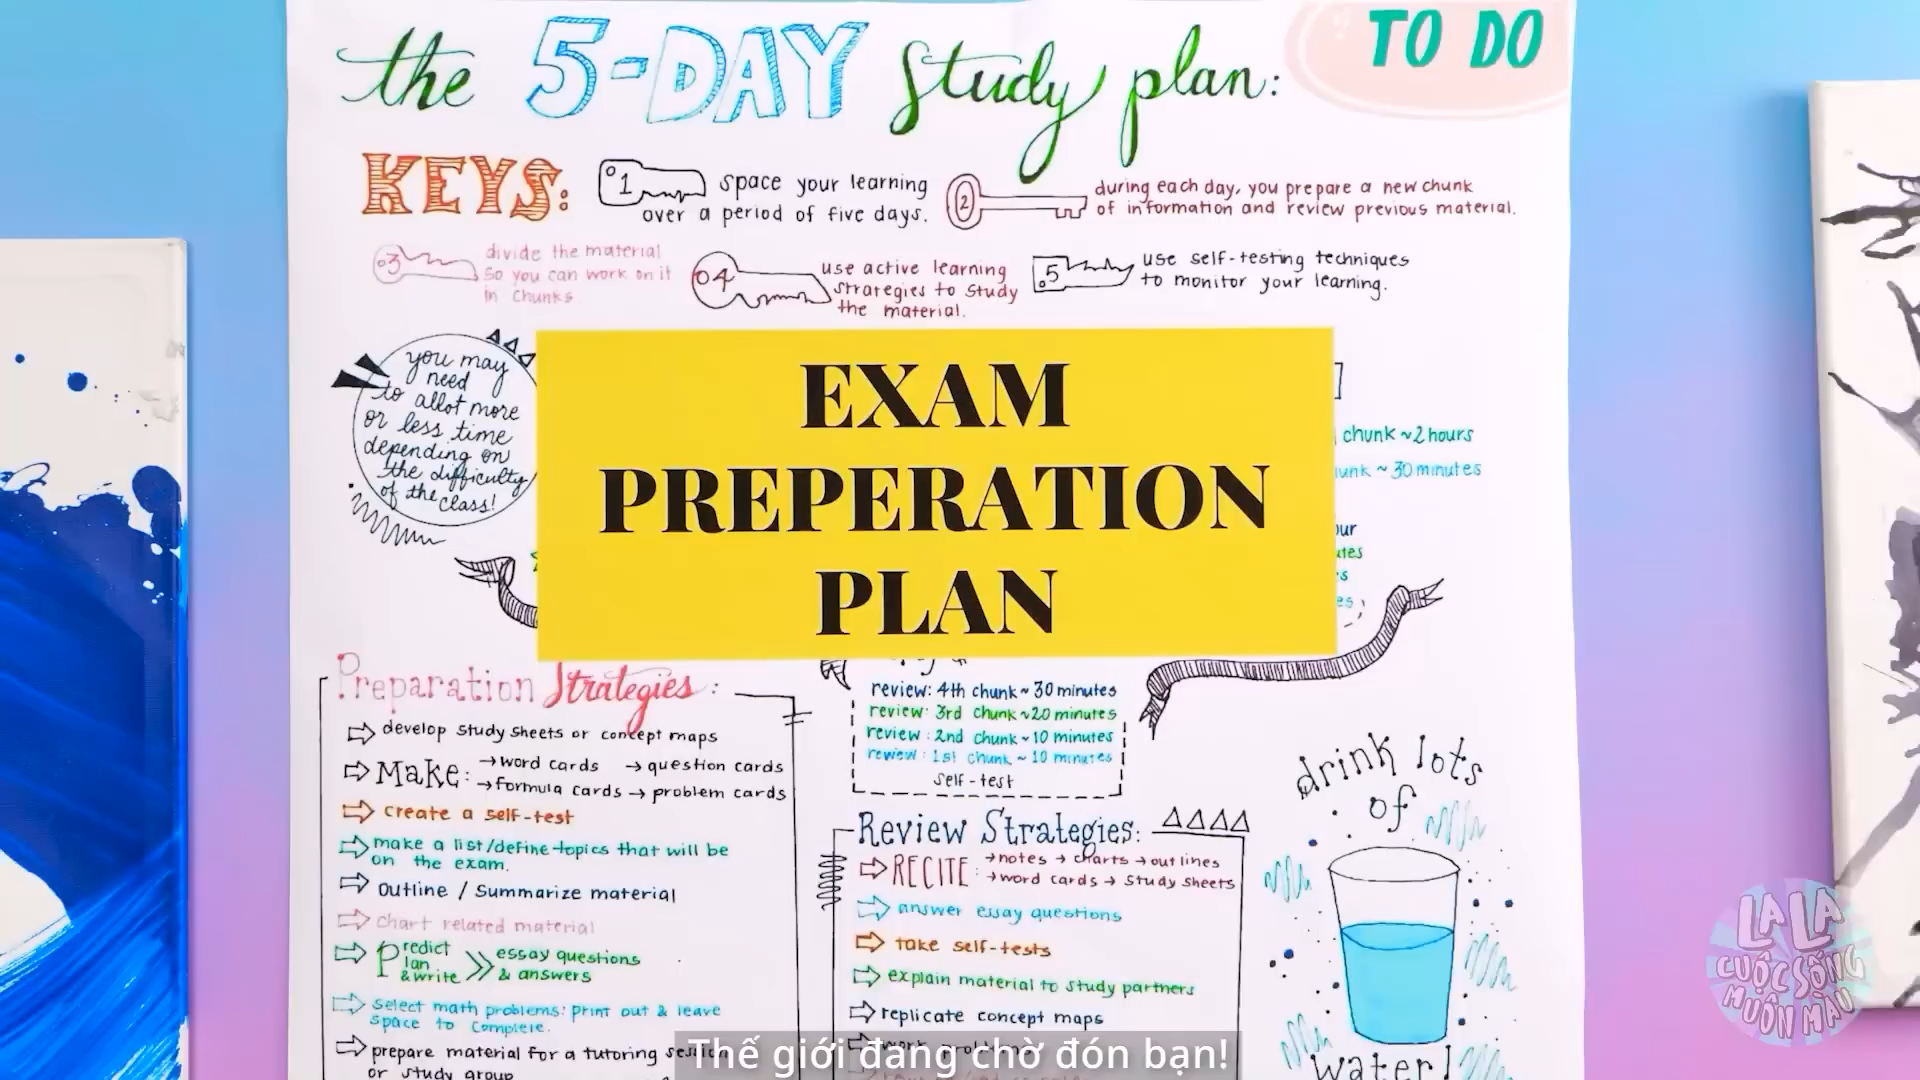 the 5-DAY study plan:
TO DO
KEYS:
1 space your learning
over a period of five days.
2 during each day, you prepare a new chunk
of information and review previous material.
3 divide the material
so you can work on it
in chunks
4 use active learning
strategies to study
the material.
5 use self-testing techniques
to monitor your learning.
you may
need
to allot more
or less time
depending on
the difficulty
of the class!
EXAM
PREPERATION
PLAN
chunk ~2 hours
~ 30 minutes
Preparation Strategies:
develop study sheets or concept maps
Make: →word cards →question cards
→formula cards →problem cards
create a self-test
make a list/define topics that will be
on the exam.
outline / summarize material
chart related material
Predict
Plan
& write
essay questions
& answers
select math problems: print out & leave
space to complete.
prepare material for a tutoring session
or study group
review: 4th chunk ~ 30 minutes
review: 3rd chunk ~20 minutes
review: 2nd chunk ~ 10 minutes
review: 1st chunk ~ 10 minutes
self-test
Review Strategies:
RECITE: →notes →charts →outlines
→word cards →study sheets
answer essay questions
take self-tests
explain material to study partners
replicate concept maps
drink lots
of
water!
LA LA
CUỘC SỐNG
MUÔN MÀU
Thế giới đang chờ đón bạn!